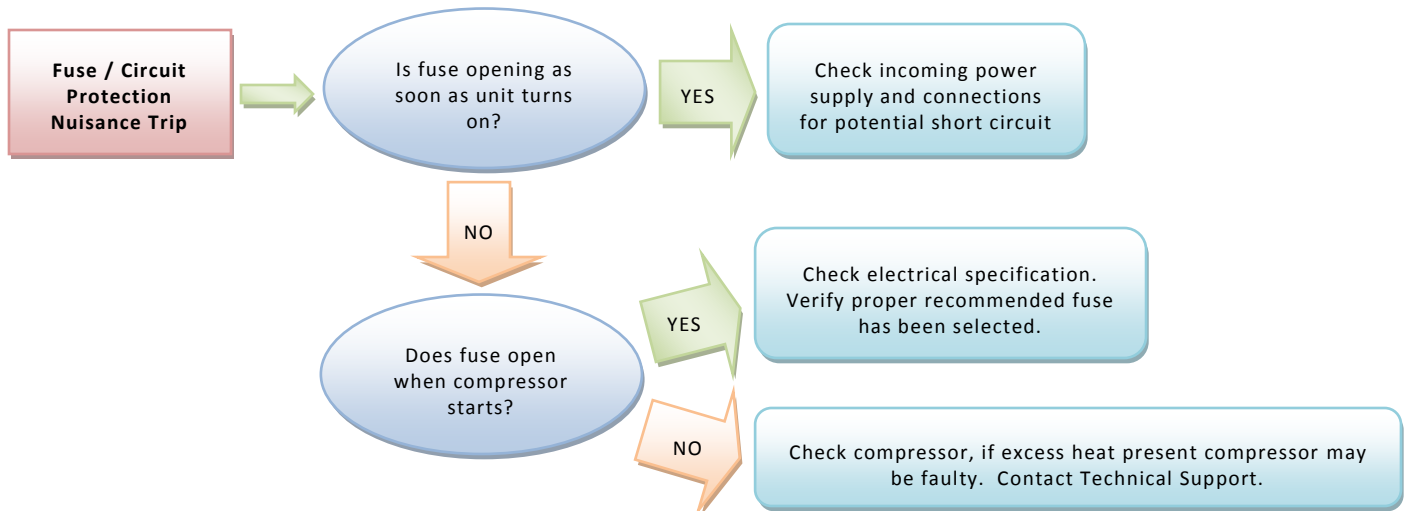 Fuse / Circuit
Protection
Nuisance Trip
Is fuse opening as
soon as unit turns
on?
YES
Check incoming power
supply and connections
for potential short circuit
NO
Does fuse open
when compressor
starts?
YES
Check electrical specification.
Verify proper recommended fuse
has been selected.
NO
Check compressor, if excess heat present compressor may
be faulty.  Contact Technical Support.